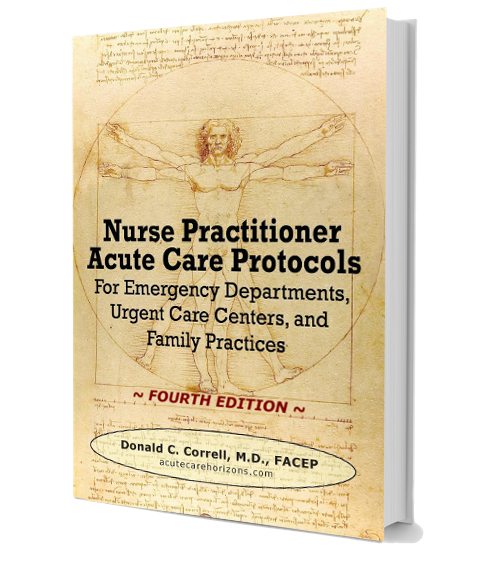 Nurse Practitioner
Acute Care Protocols
For Emergency Departments,
Urgent Care Centers, and
Family Practices
~ FOURTH EDITION ~
Donald C. Correll, M.D., FACEP
acutecarehorizons.com